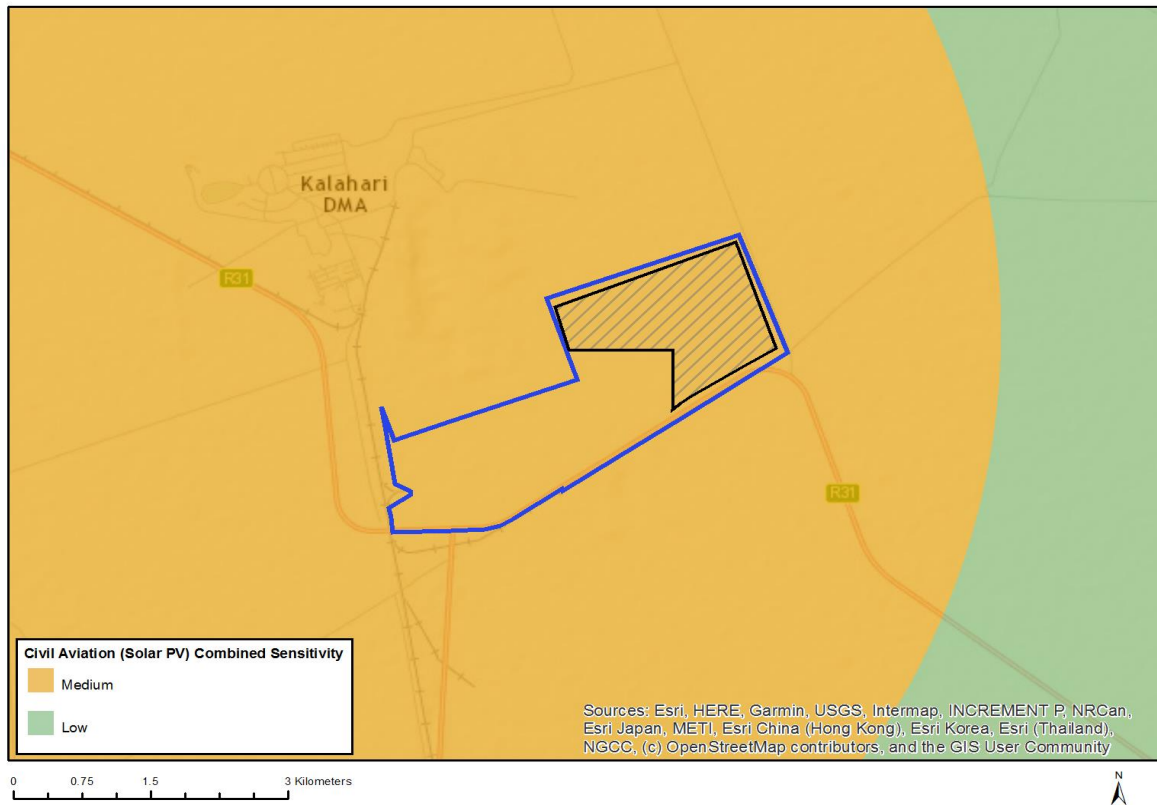 Kalahari
DMA
R31
R31
Civil Aviation (Solar PV) Combined Sensitivity
Medium
Low
Sources: Esri, HERE, Garmin, USGS, Intermap, INCREMENT P, NRCan,
Esri Japan, METI, Esri China (Hong Kong), Esri Korea, Esri (Thailand),
NGCC, (c) OpenStreetMap contributors, and the GIS User Community
0 0.75 1.5 3 Kilometers
N